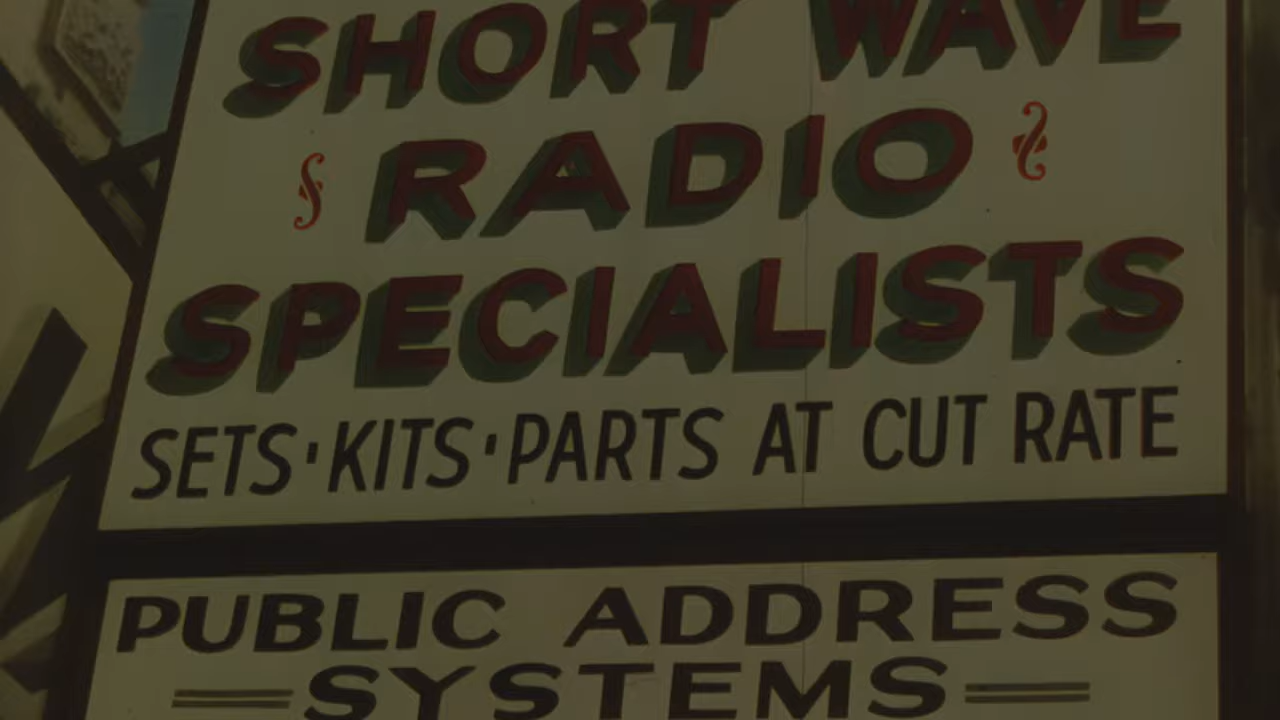 SHORT WAVE
RADIO
SPECIALISTS
SETS·KITS·PARTS AT CUT RATE
PUBLIC ADDRESS
SYSTEMS